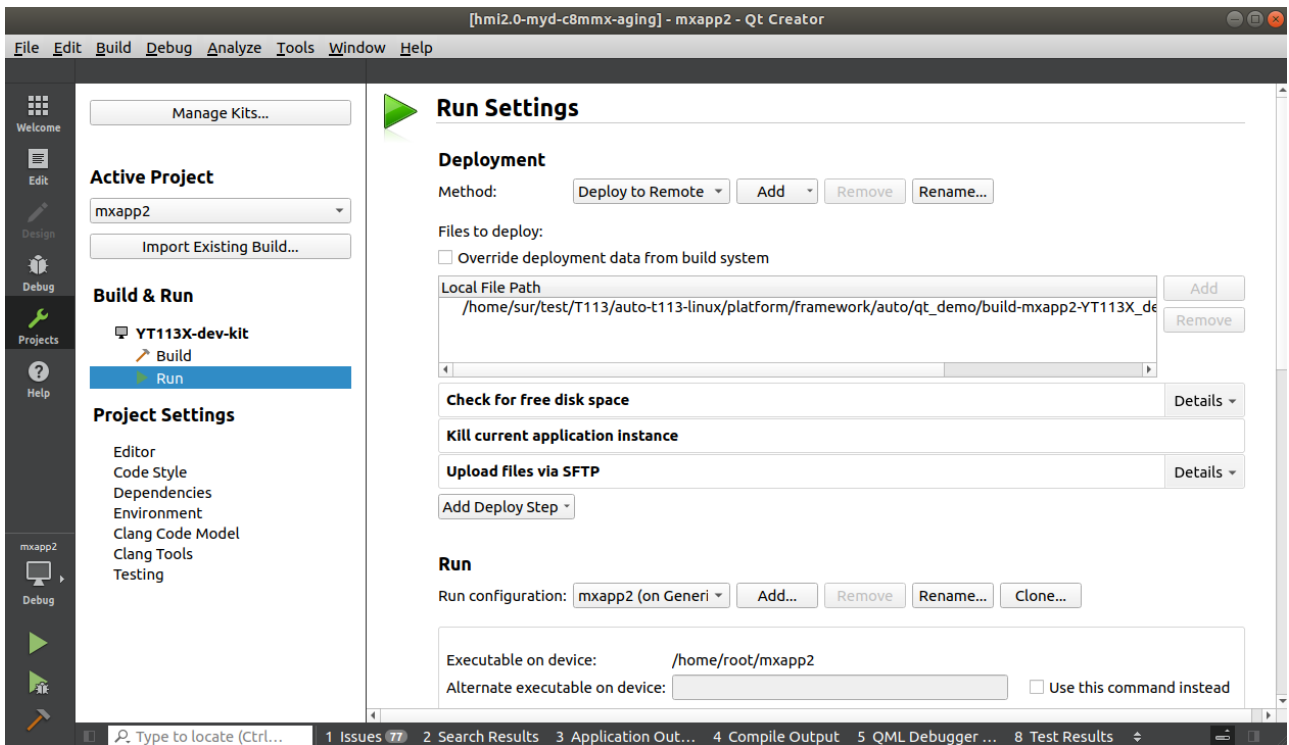 [hmi2.0-myd-c8mmx-aging] - mxapp2 - Qt Creator
File Edit Build Debug Analyze Tools Window Help
Welcome
Edit
Design
Debug
Projects
Help
mxapp2
Debug
Manage Kits...
Active Project
mxapp2
Import Existing Build...
Build & Run
YT113X-dev-kit
Build
Run
Project Settings
Editor
Code Style
Dependencies
Environment
Clang Code Model
Clang Tools
Testing
Run Settings
Deployment
Method: Deploy to Remote Add Remove Rename...
Files to deploy:
Override deployment data from build system
Local File Path Add
/home/sur/test/T113/auto-t113-linux/platform/framework/auto/qt_demo/build-mxapp2-YT113X_de Remove
Check for free disk space Details
Kill current application instance
Upload files via SFTP Details
Add Deploy Step
Run
Run configuration: mxapp2 (on Generi Add... Remove Rename... Clone...
Executable on device: /home/root/mxapp2
Alternate executable on device: Use this command instead
Type to locate (Ctrl... 1 Issues 77 2 Search Results 3 Application Out... 4 Compile Output 5 QML Debugger ... 8 Test Results